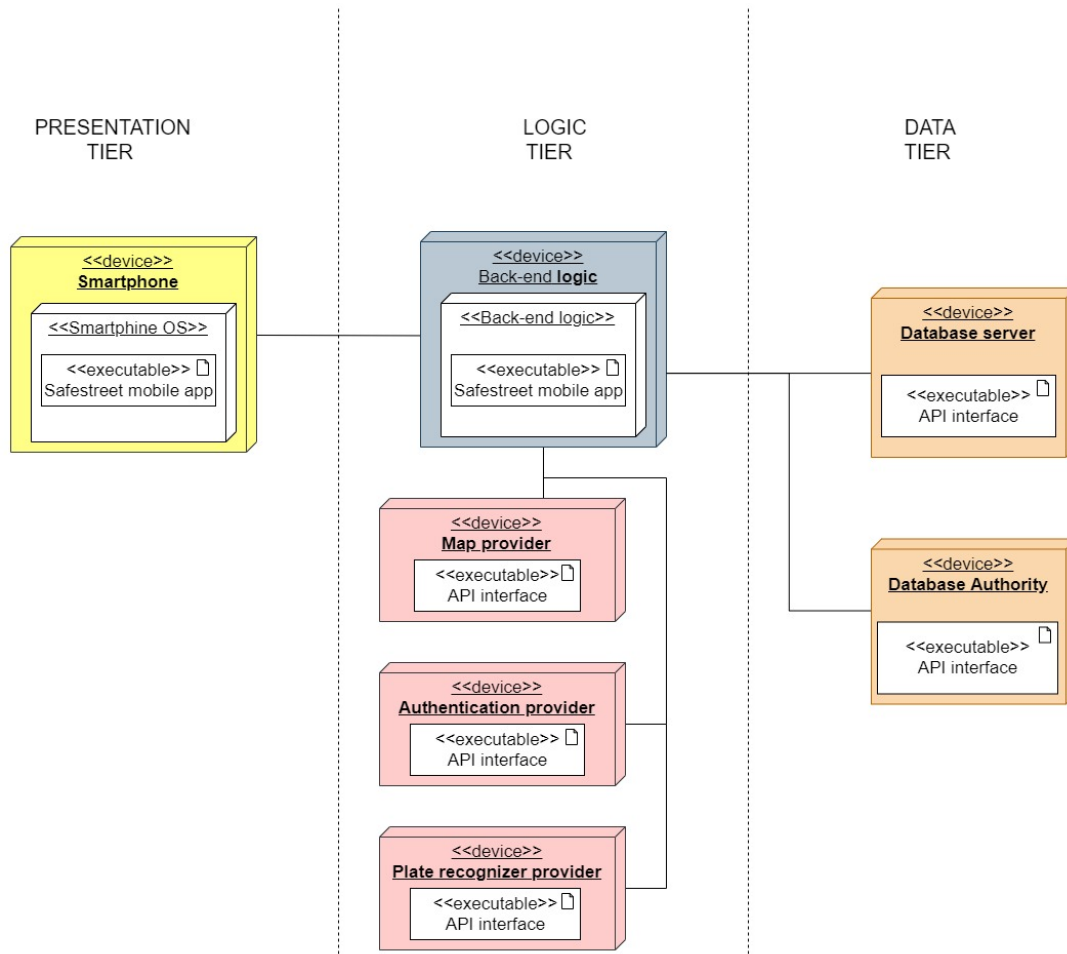 PRESENTATION
TIER
LOGIC
TIER
DATA
TIER
<<device>>
Smartphone
<<Smartphine OS>>
<<executable>>
Safestreet mobile app
<<device>>
Back-end logic
<<Back-end logic>>
<<executable>>
Safestreet mobile app
<<device>>
Map provider
<<executable>>
API interface
<<device>>
Authentication provider
<<executable>>
API interface
<<device>>
Plate recognizer provider
<<executable>>
API interface
<<device>>
Database server
<<executable>>
API interface
<<device>>
Database Authority
<<executable>>
API interface